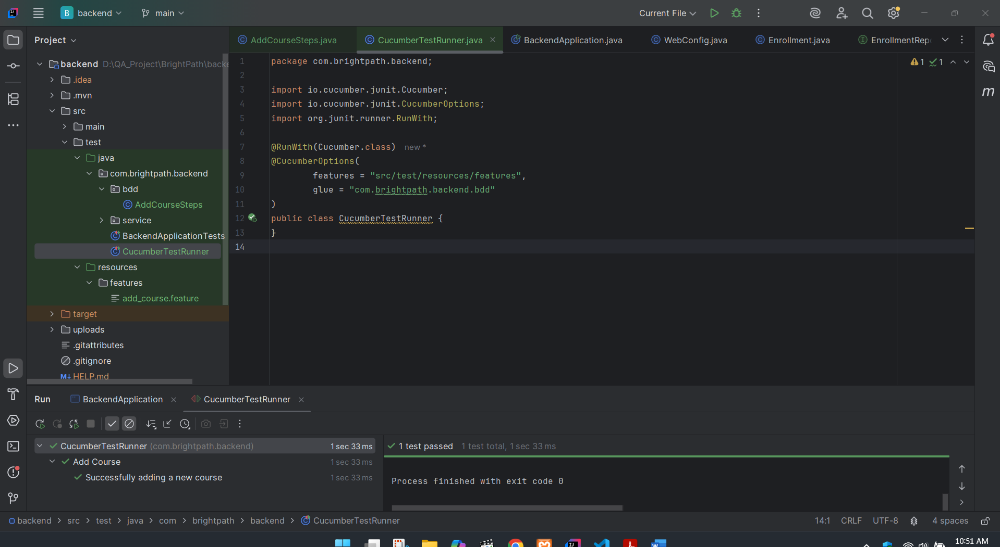 B backend main Current File
Project
AddCourseSteps.java CucumberTestRunner.java BackendApplication.java WebConfig.java Enrollment.java EnrollmentRepo
backend D:\QA_Project\BrightPath\backe
.idea
.mvn
src
main
test
java
com.brightpath.backend
bdd
AddCourseSteps
service
BackendApplicationTests
CucumberTestRunner
resources
features
add_course.feature
target
uploads
.gitattributes
.gitignore
M↓ HELP.md
1 package com.brightpath.backend;
2
3 import io.cucumber.junit.Cucumber;
4 import io.cucumber.junit.CucumberOptions;
5 import org.junit.runner.RunWith;
6
7 @RunWith(Cucumber.class) new *
8 @CucumberOptions(
9 features = "src/test/resources/features",
10 glue = "com.brightpath.backend.bdd"
11 )
12 public class CucumberTestRunner {
13 }
14
1 1
m
Run BackendApplication CucumberTestRunner
CucumberTestRunner (com.brightpath.backend) 1 sec 33 ms
Add Course 1 sec 33 ms
Successfully adding a new course 1 sec 33 ms
1 test passed 1 test total, 1 sec 33 ms
Process finished with exit code 0
backend > src > test > java > com > brightpath > backend > CucumberTestRunner
14:1 CRLF UTF-8 4 spaces
10:51 AM